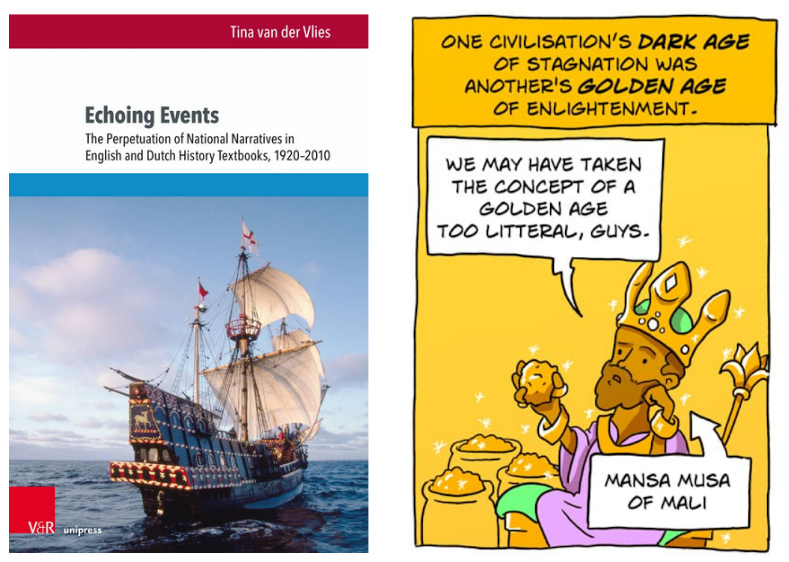 Tina van der Vlies
Echoing Events
The Perpetuation of National Narratives in
English and Dutch History Textbooks, 1920–2010
V&R unipress
ONE CIVILISATION'S DARK AGE
OF STAGNATION WAS
ANOTHER'S GOLDEN AGE
OF ENLIGHTENMENT.
WE MAY HAVE TAKEN
THE CONCEPT OF A
GOLDEN AGE
TOO LITTERAL, GUYS.
MANSA MUSA
OF MALI